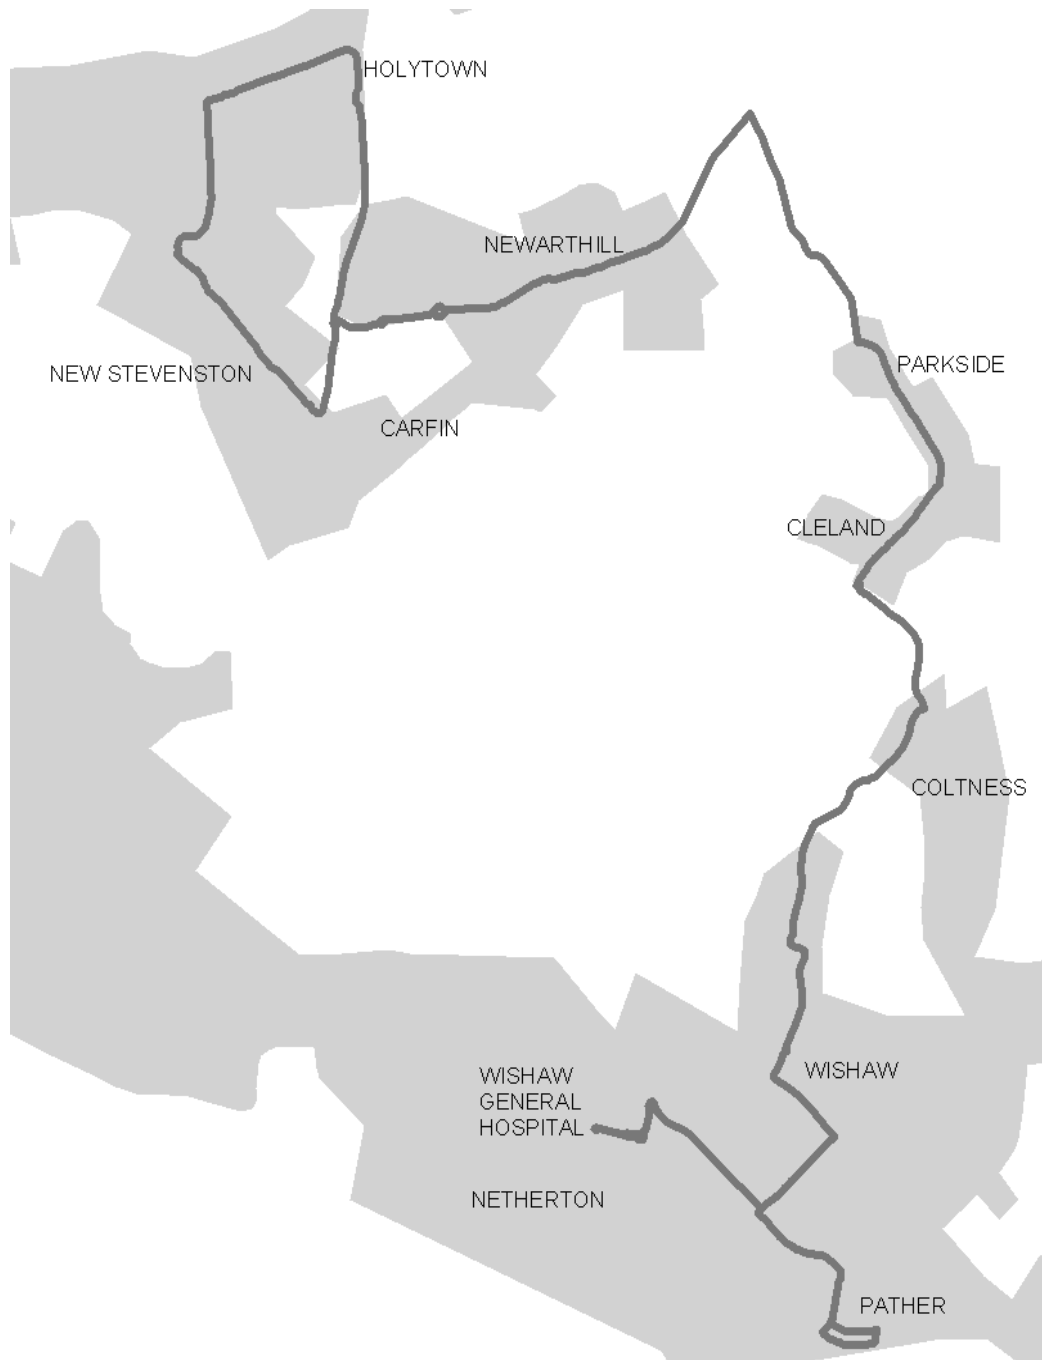 HOLYTOWN
NEWARTHILL
NEW STEVENSTON
PARKSIDE
CARFIN
CLELAND
COLTNESS
WISHAW
WISHAW
GENERAL
HOSPITAL
NETHERTON
PATHER